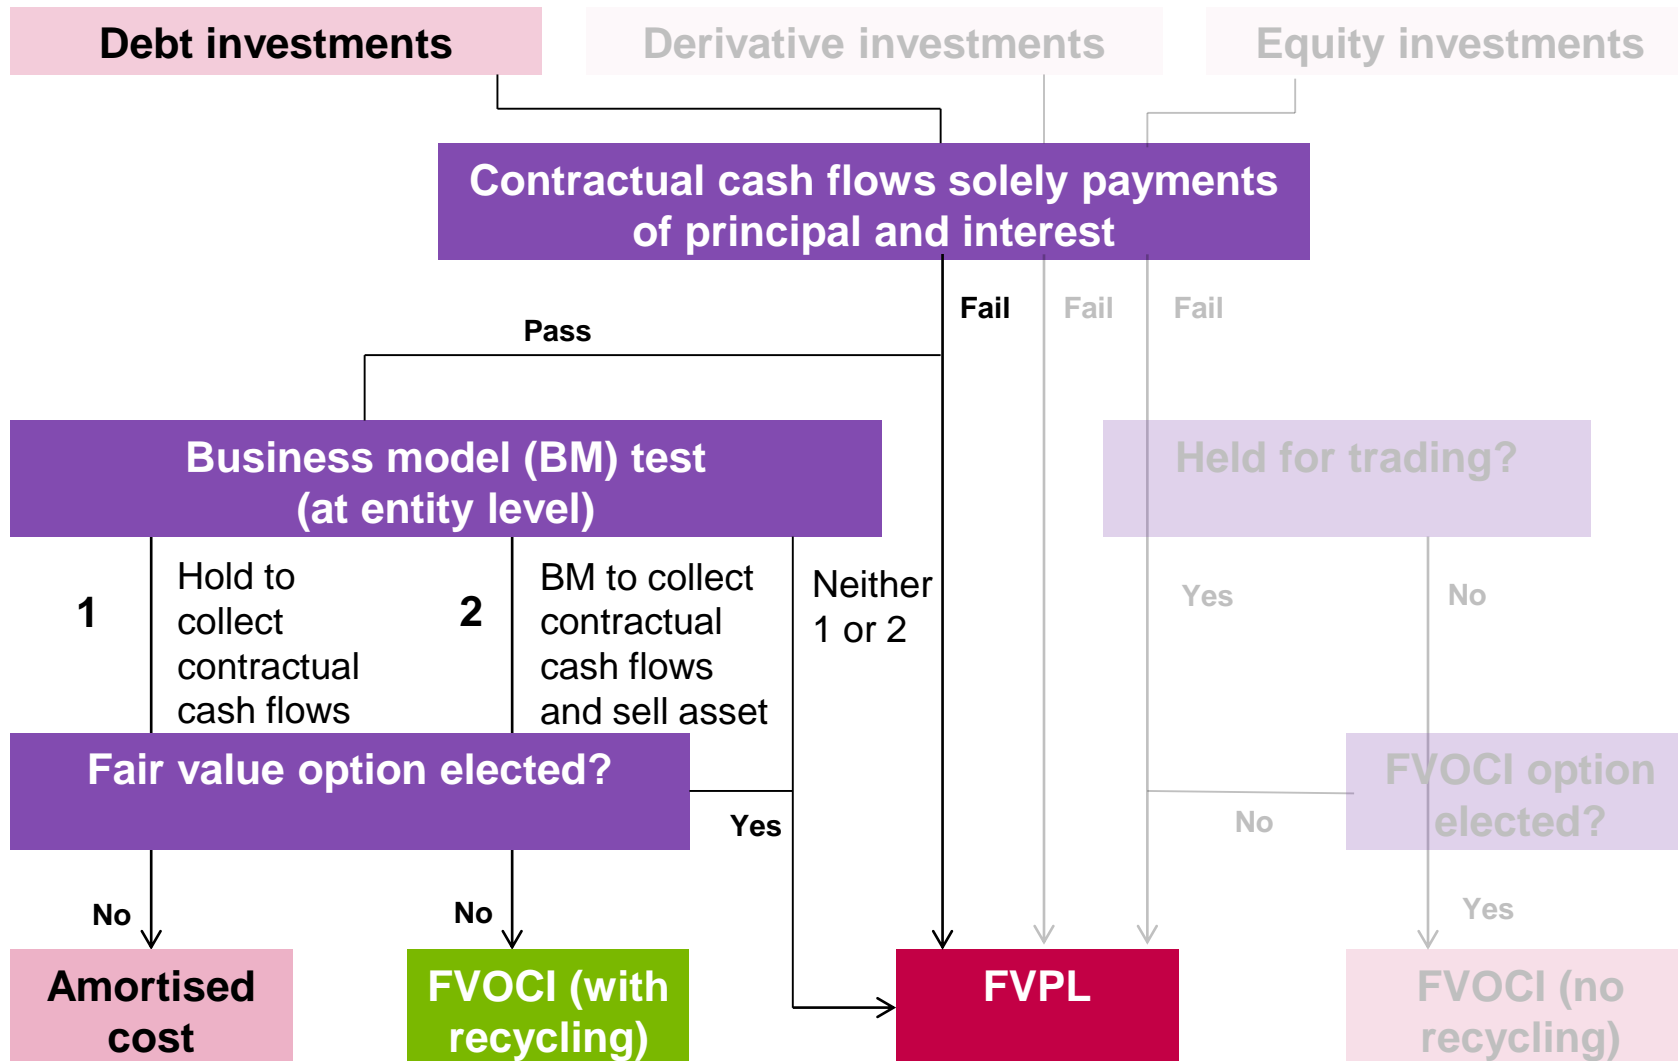 Debt investments
Derivative investments
Equity investments
Contractual cash flows solely payments
of principal and interest
Fail
Fail
Fail
Pass
Business model (BM) test
(at entity level)
Held for trading?
1
Hold to
collect
contractual
cash flows
2
BM to collect
contractual
cash flows
and sell asset
Neither
1 or 2
Yes
No
Fair value option elected?
Yes
FVOCI option
elected?
No
No
No
Yes
Amortised
cost
FVOCI (with
recycling)
FVPL
FVOCI (no
recycling)